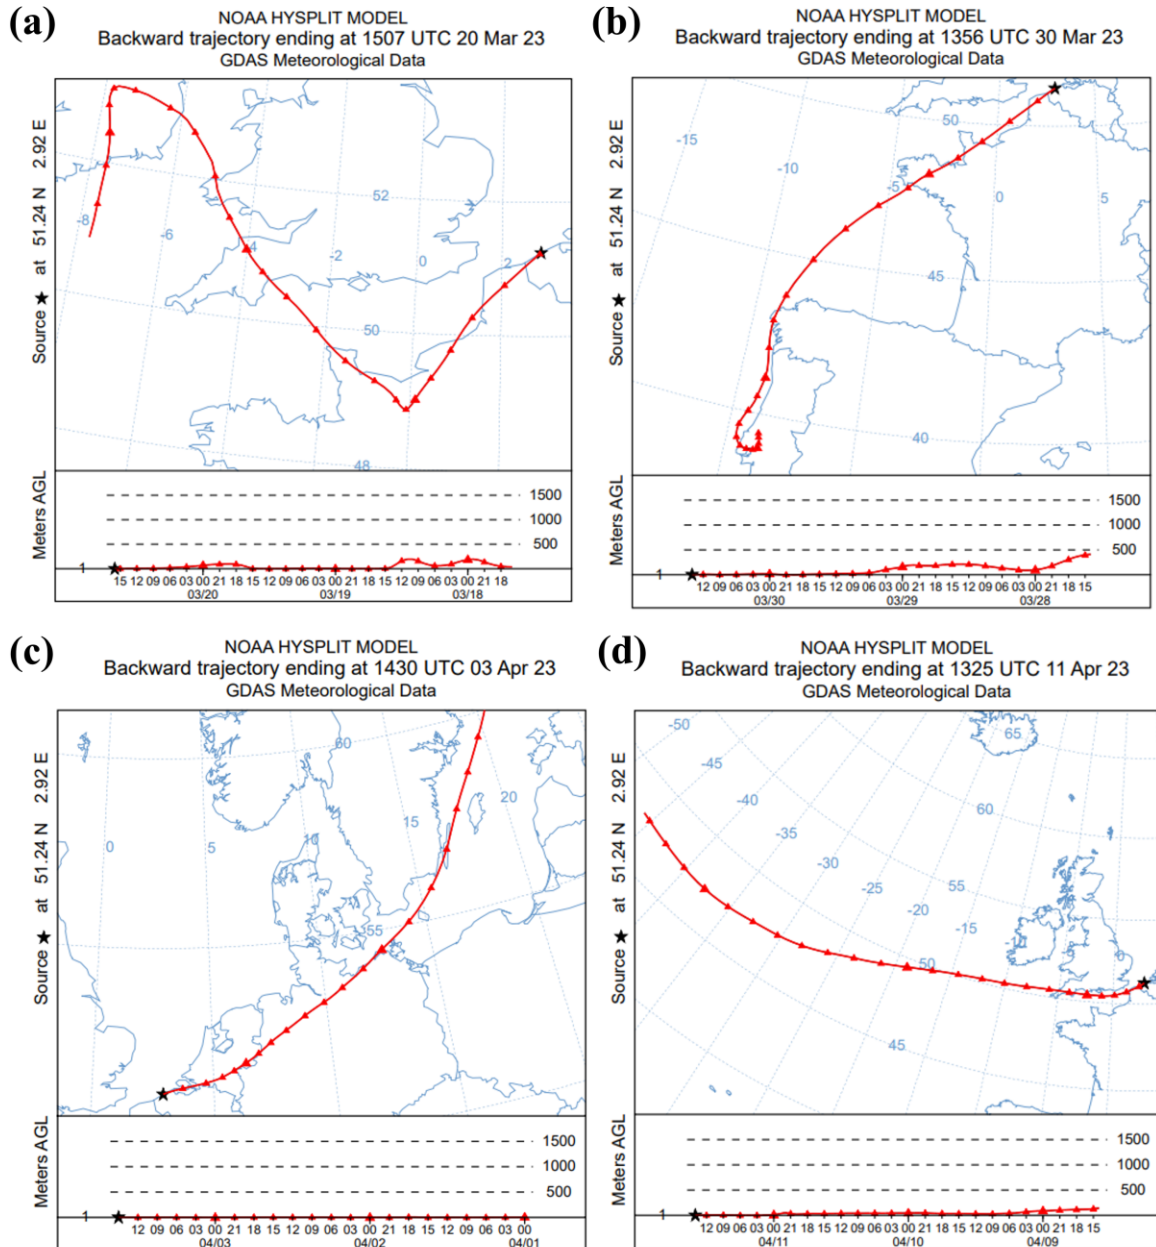 (a)
NOAA HYSPLIT MODEL
Backward trajectory ending at 1507 UTC 20 Mar 23
GDAS Meteorological Data
Source ★ at 51.24 N 2.92 E
-8
-6
-4
-2
0
2
52
50
48
Meters AGL
1500
1000
500
1
15 12 09 06 03 00 21 18 15 12 09 06 03 00 21 18 15 12 09 06 03 00 21 18
03/20 03/19 03/18
(b)
NOAA HYSPLIT MODEL
Backward trajectory ending at 1356 UTC 30 Mar 23
GDAS Meteorological Data
Source ★ at 51.24 N 2.92 E
-15
-10
-5
0
5
50
45
40
Meters AGL
1500
1000
500
1
12 09 06 03 00 21 18 15 12 09 06 03 00 21 18 15 12 09 06 03 00 21 18 15
03/30 03/29 03/28
(c)
NOAA HYSPLIT MODEL
Backward trajectory ending at 1430 UTC 03 Apr 23
GDAS Meteorological Data
Source ★ at 51.24 N 2.92 E
60
20
15
10
5
0
55
Meters AGL
1500
1000
500
1
12 09 06 03 00 21 18 15 12 09 06 03 00 21 18 15 12 09 06 03 00
04/03 04/02 04/01
(d)
NOAA HYSPLIT MODEL
Backward trajectory ending at 1325 UTC 11 Apr 23
GDAS Meteorological Data
Source ★ at 51.24 N 2.92 E
-50
-45
-40
-35
-30
-25
-20
-15
-10
-5
0
65
60
55
50
45
Meters AGL
1500
1000
500
1
12 09 06 03 00 21 18 15 12 09 06 03 00 21 18 15 12 09 06 03 00 21 18 15
04/11 04/10 04/09